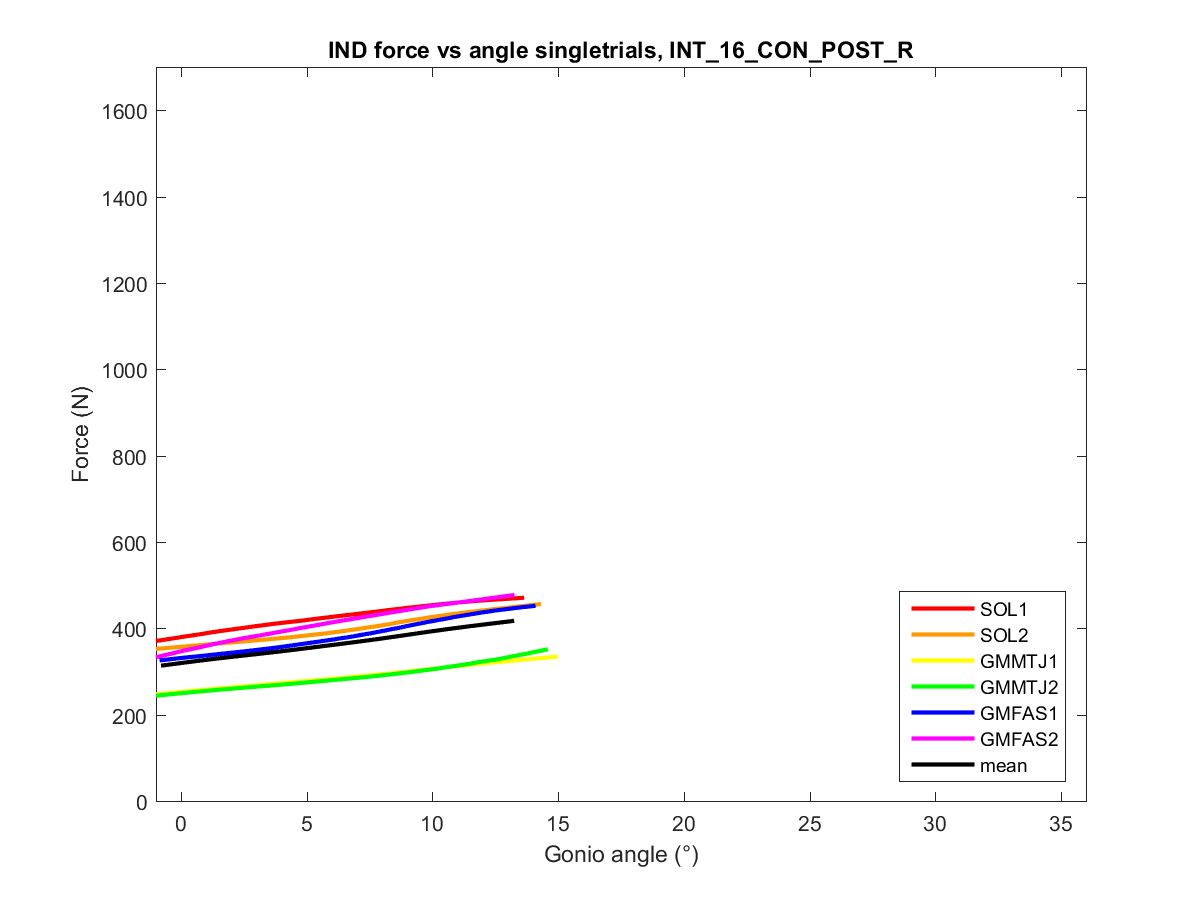 IND force vs angle singletrials, INT_16_CON_POST_R
1600
1400
1200
1000
800
600
400
200
0
Force (N)
0 5 10 15 20 25 30 35
Gonio angle (°)
SOL1
SOL2
GMMTJ1
GMMTJ2
GMFAS1
GMFAS2
mean